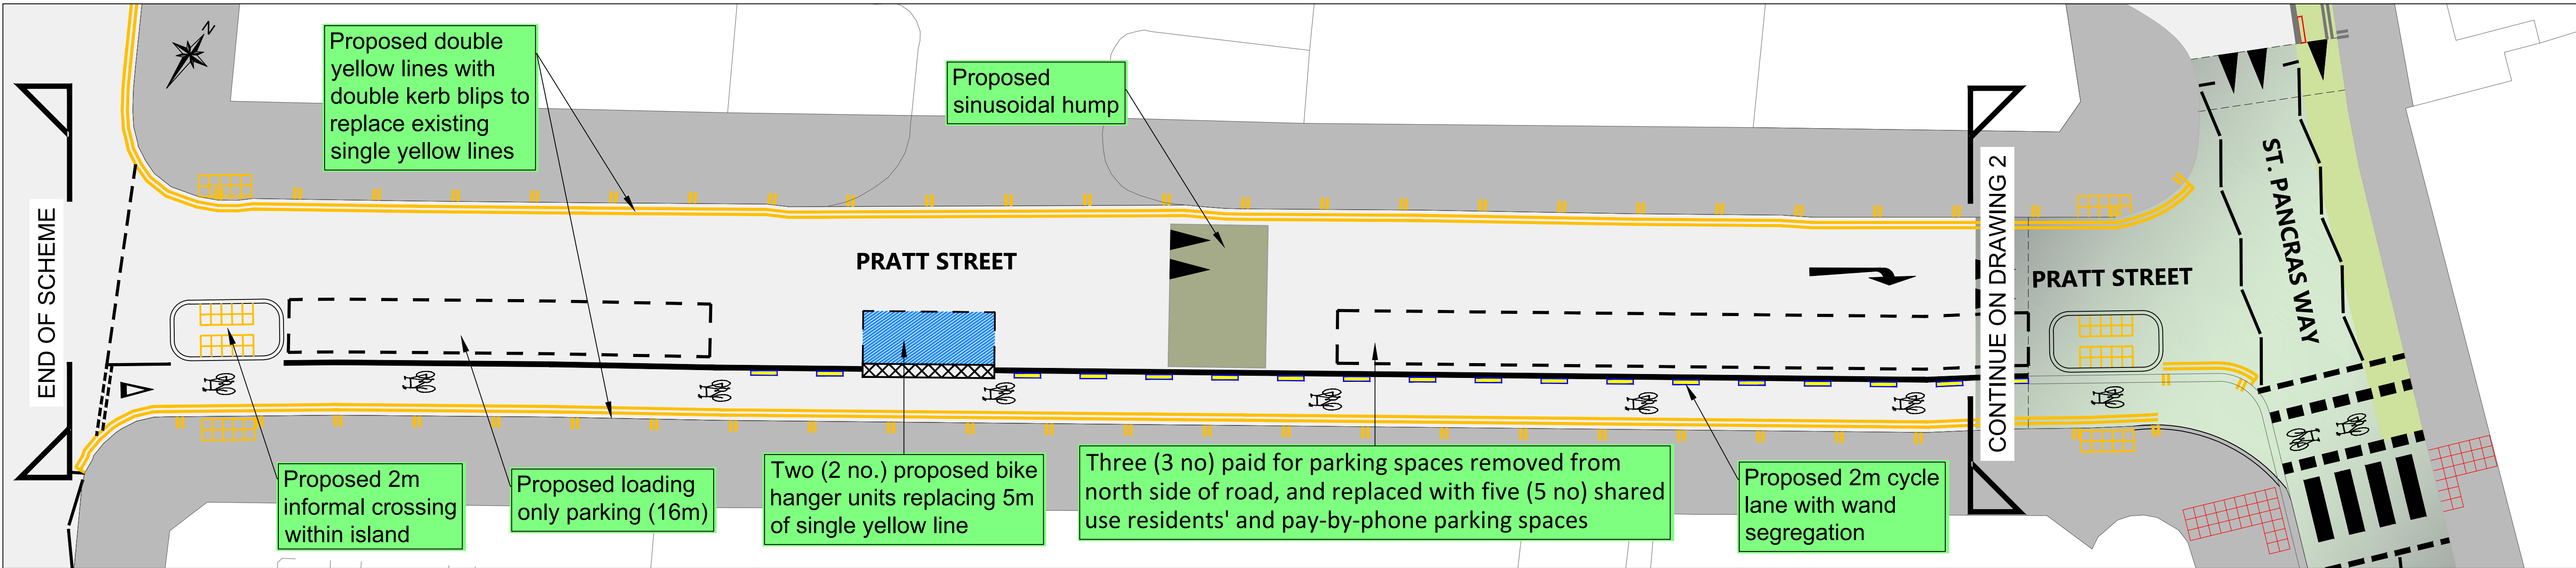 N
Proposed double
yellow lines with
double kerb blips to
replace existing
single yellow lines
Proposed
sinusoidal hump
END OF SCHEME
PRATT STREET
CONTINUE ON DRAWING 2
PRATT STREET
ST. PANCRAS WAY
Proposed 2m
informal crossing
within island
Proposed loading
only parking (16m)
Two (2 no.) proposed bike
hanger units replacing 5m
of single yellow line
Three (3 no) paid for parking spaces removed from
north side of road, and replaced with five (5 no) shared
use residents' and pay-by-phone parking spaces
Proposed 2m cycle
lane with wand
segregation